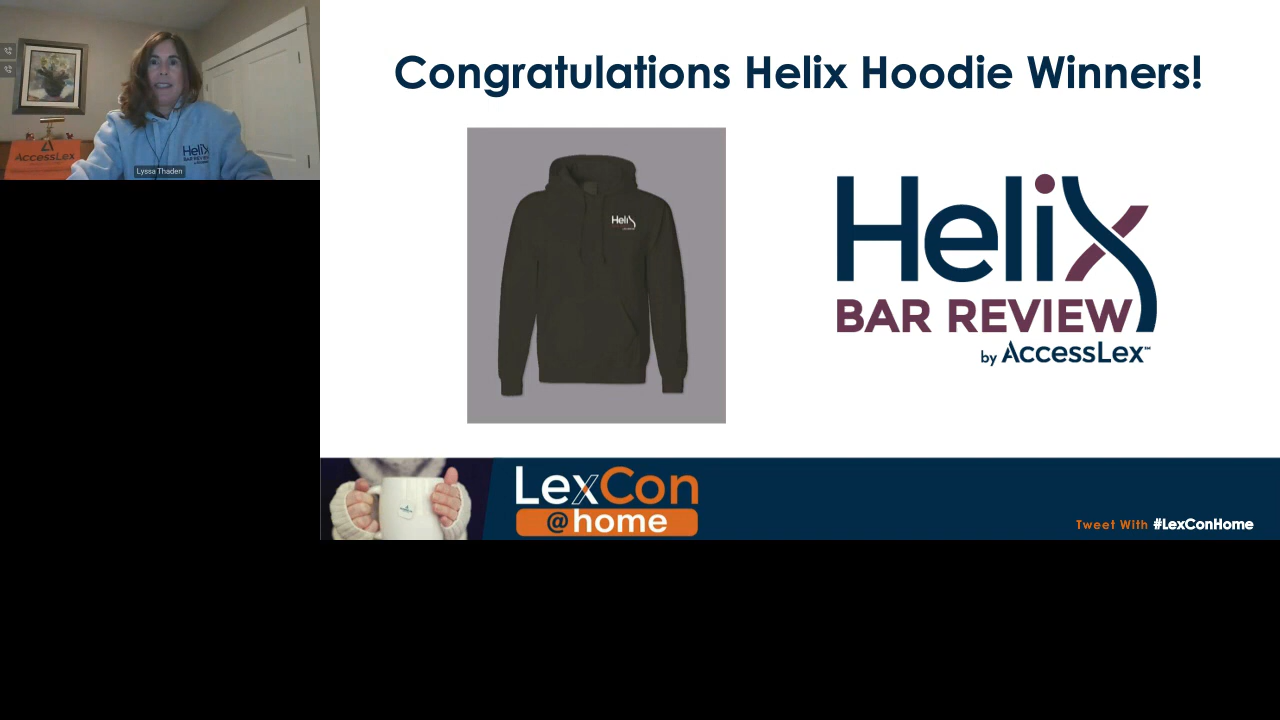 AccessLex
Helix
BAR REVIEW
Lyssa Thaden
Congratulations Helix Hoodie Winners!
Helix
Helix
BAR REVIEW
by AccessLex℠
LexCon
@home
Tweet With #LexConHome